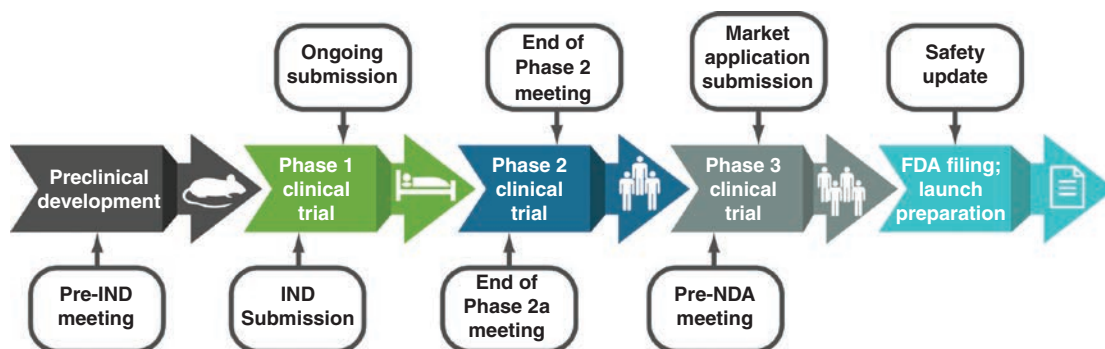 Ongoing
submission
End of
Phase 2
meeting
Market
application
submission
Safety
update
Preclinical
development
Phase 1
clinical
trial
Phase 2
clinical
trial
Phase 3
clinical
trial
FDA filing;
launch
preparation
Pre-IND
meeting
IND
Submission
End of
Phase 2a
meeting
Pre-NDA
meeting